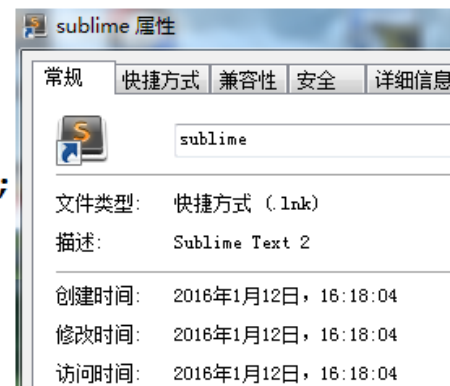 sublime 属性
常规 快捷方式 兼容性 安全 详细信息
sublime
;
文件类型: 快捷方式 (.lnk)
描述: Sublime Text 2
创建时间: 2016年1月12日, 16:18:04
修改时间: 2016年1月12日, 16:18:04
访问时间: 2016年1月12日, 16:18:04